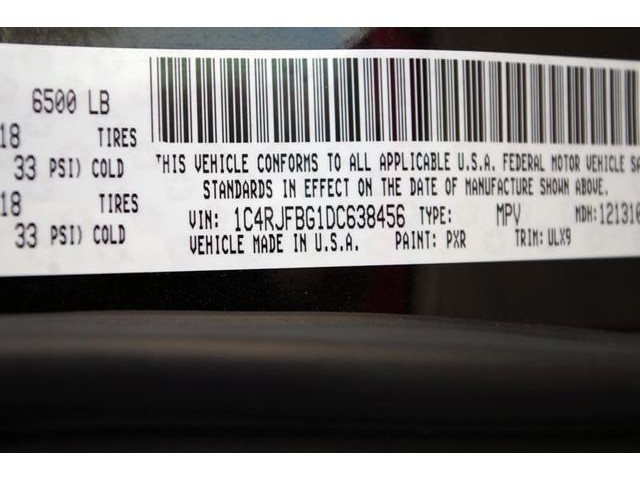 6500 LB
18 TIRES
33 PSI) COLD
18 TIRES
33 PSI) COLD
THIS VEHICLE CONFORMS TO ALL APPLICABLE U.S.A. FEDERAL MOTOR VEHICLE SA
STANDARDS IN EFFECT ON THE DATE OF MANUFACTURE SHOWN ABOVE.
VIN: 1C4RJFBG1DC638456 TYPE: MPV MDH:121316
VEHICLE MADE IN U.S.A. PAINT: PXR TRIM: ULX9